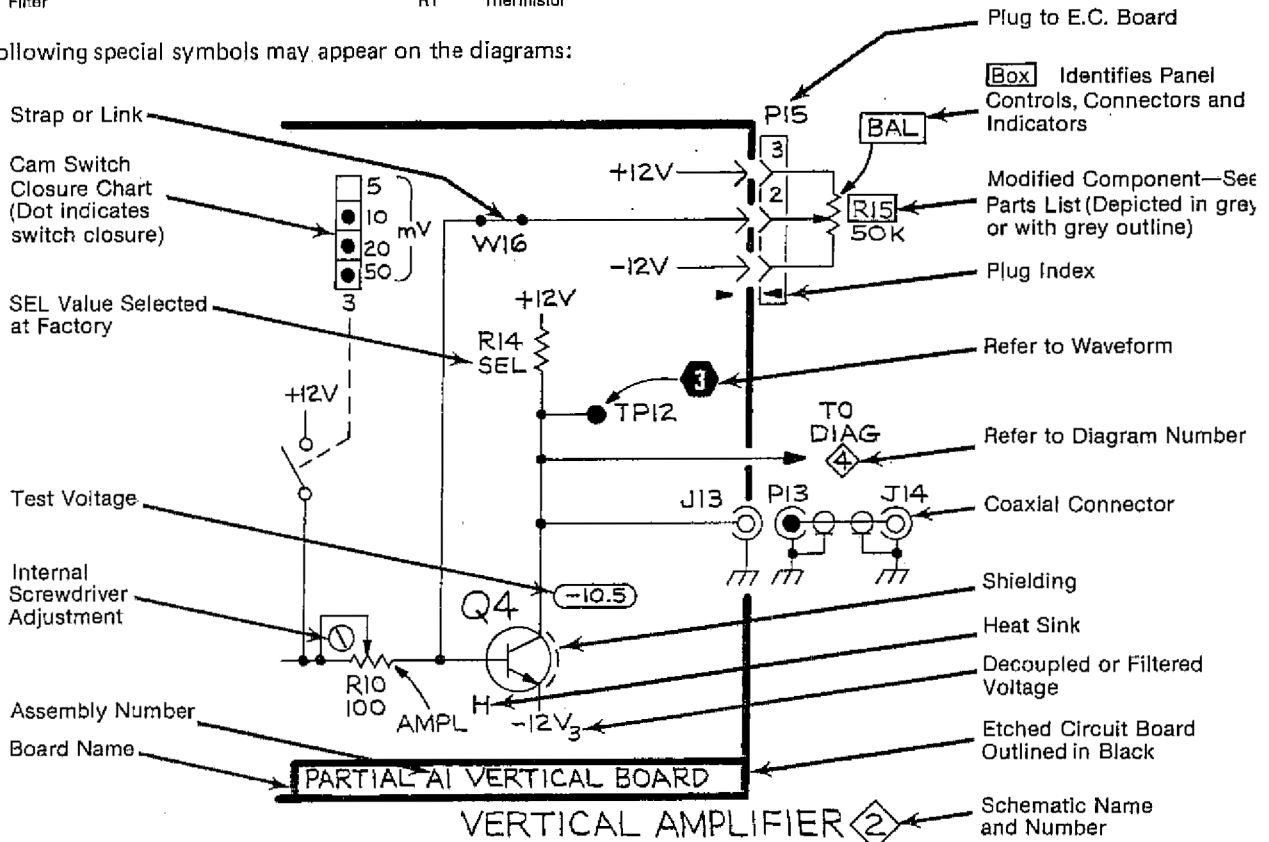 Filter
RT Thermistor
ollowing special symbols may appear on the diagrams:
Plug to E.C. Board
Box Identifies Panel
Controls, Connectors and
Indicators
Strap or Link
P15
BAL
Cam Switch
Closure Chart
(Dot indicates
switch closure)
5
10
20
50
mV
3
+12V
3
2
W16
-12V
R15
50K
Modified Component—See
Parts List (Depicted in grey
or with grey outline)
Plug Index
SEL Value Selected
at Factory
+12V
R14
SEL
+12V
3
TP12
Refer to Waveform
TO
DIAG
4
Refer to Diagram Number
Test Voltage
J13
P13
J14
Coaxial Connector
Internal
Screwdriver
Adjustment
-10.5
Q4
Shielding
Heat Sink
R10
100
AMPL
H
-12V3
Decoupled or Filtered
Voltage
Assembly Number
Board Name
Etched Circuit Board
Outlined in Black
PARTIAL A1 VERTICAL BOARD
VERTICAL AMPLIFIER 2
Schematic Name
and Number